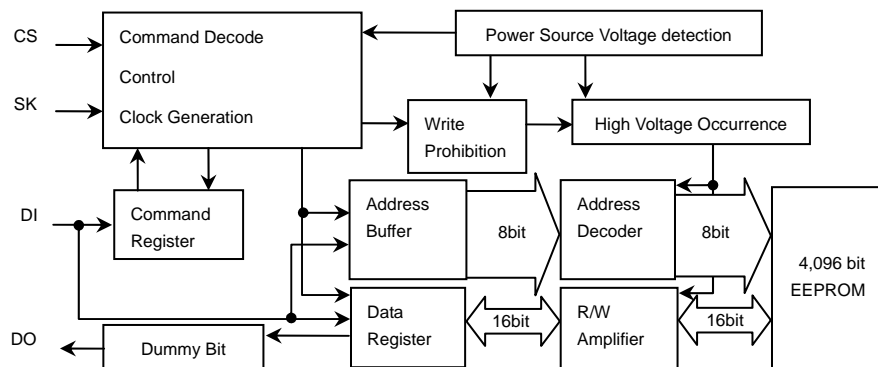 CS
Command Decode
Control
Clock Generation
Power Source Voltage detection
SK
Write
Prohibition
High Voltage Occurrence
DI
Command
Register
Address
Buffer
8bit
Address
Decoder
8bit
4,096 bit
EEPROM
Data
Register
16bit
R/W
Amplifier
16bit
DO
Dummy Bit